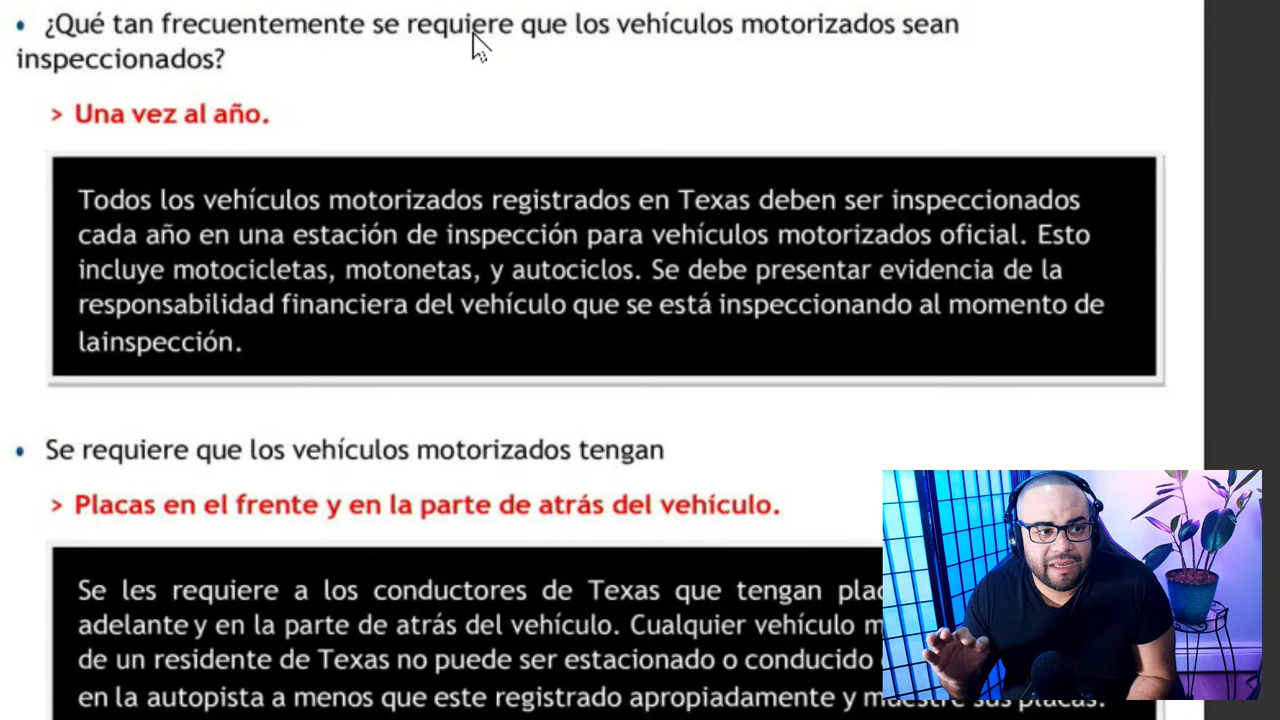 • ¿Qué tan frecuentemente se requiere que los vehículos motorizados sean
inspeccionados?
> Una vez al año.
Todos los vehículos motorizados registrados en Texas deben ser inspeccionados
cada año en una estación de inspección para vehículos motorizados oficial. Esto
incluye motocicletas, motonetas, y autociclos. Se debe presentar evidencia de la
responsabilidad financiera del vehículo que se está inspeccionando al momento de
lainspección.
• Se requiere que los vehículos motorizados tengan
> Placas en el frente y en la parte de atrás del vehículo.
Se les requiere a los conductores de Texas que tengan
adelante y en la parte de atrás del vehículo. Cualquier vehículo
de un residente de Texas no puede ser estacionado o conducido
en la autopista a menos que este registrado apropiadamente y muestre sus placas.